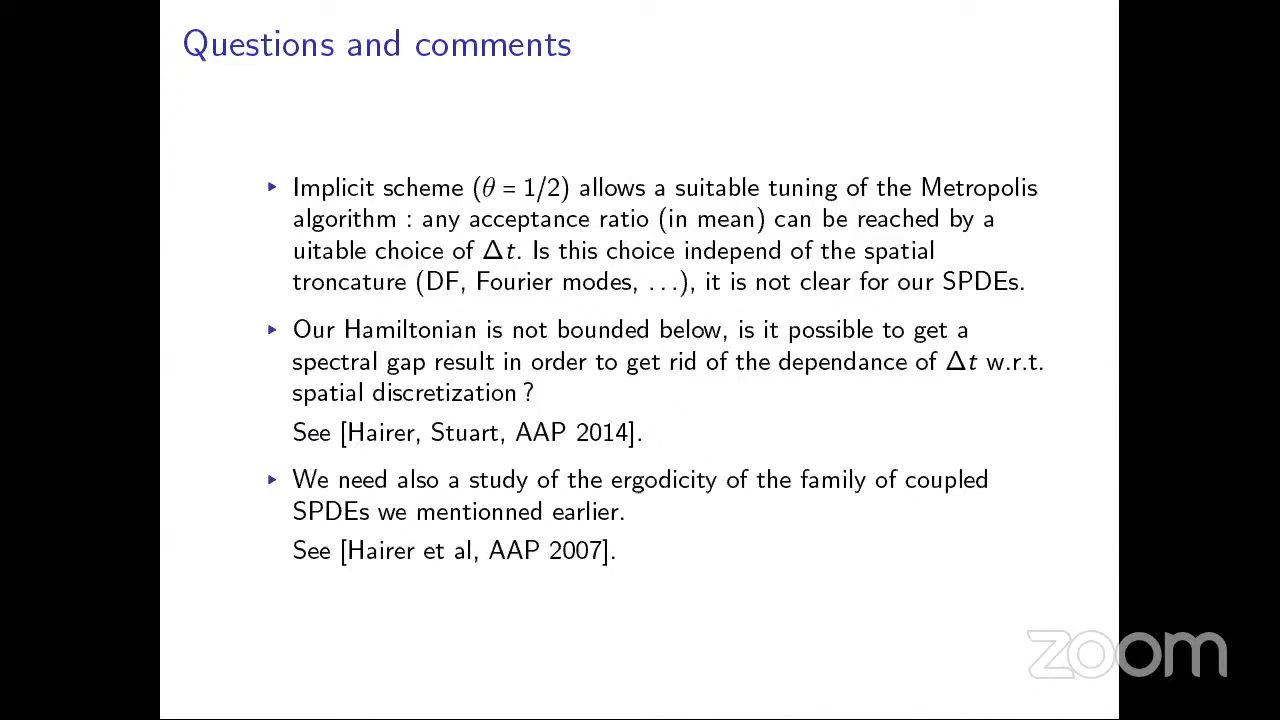 Questions and comments
Implicit scheme (θ = 1/2) allows a suitable tuning of the Metropolis
algorithm : any acceptance ratio (in mean) can be reached by a
uitable choice of Δt. Is this choice independ of the spatial
troncature (DF, Fourier modes, ...), it is not clear for our SPDEs.
Our Hamiltonian is not bounded below, is it possible to get a
spectral gap result in order to get rid of the dependance of Δt w.r.t.
spatial discretization ?
See [Hairer, Stuart, AAP 2014].
We need also a study of the ergodicity of the family of coupled
SPDEs we mentionned earlier.
See [Hairer et al, AAP 2007].
zoom